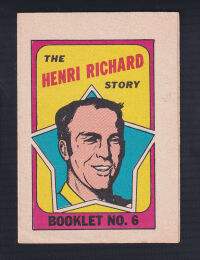 THE
HENRI RICHARD
STORY
BOOKLET NO. 6